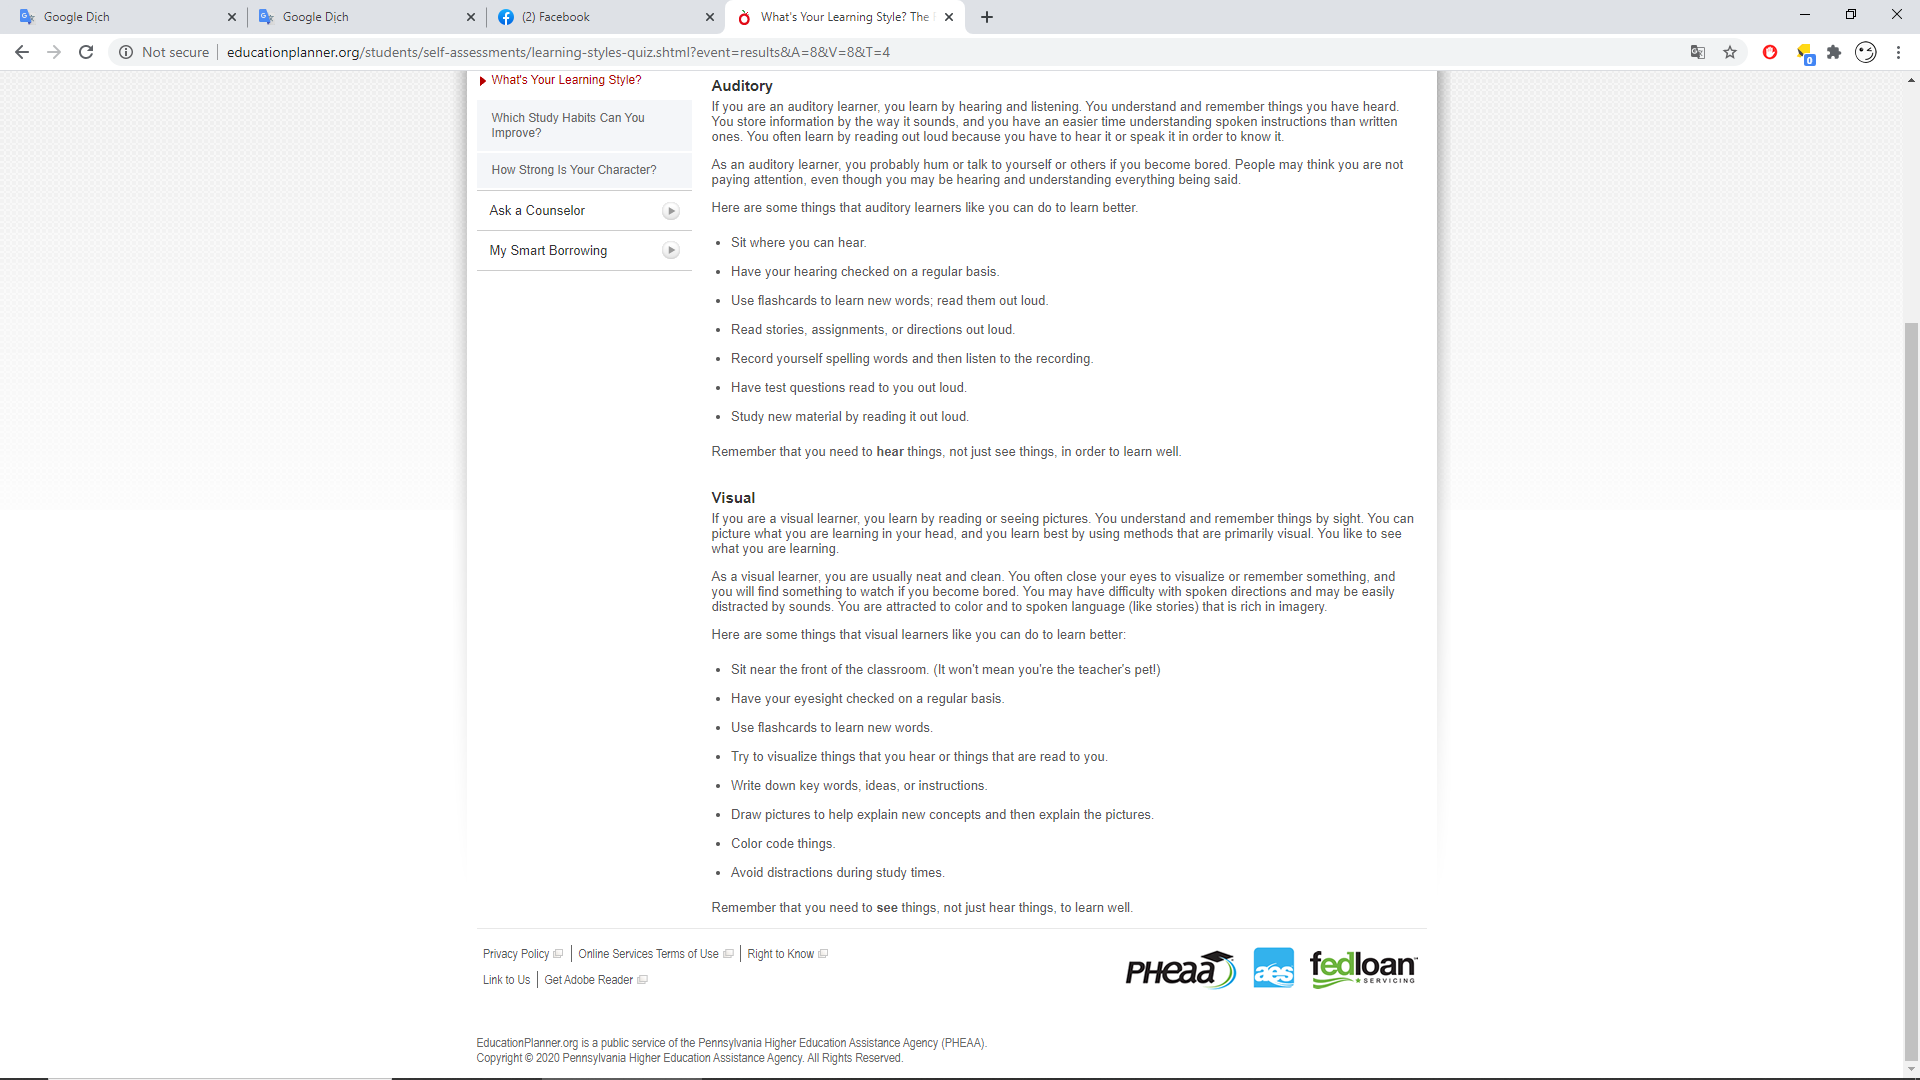 Google Dịch
Google Dịch
(2) Facebook
What's Your Learning Style? The
Not secure
educationplanner.org/students/self-assessments/learning-styles-quiz.shtml?event=results&A=8&V=8&T=4
0
What's Your Learning Style?
Which Study Habits Can You
Improve?
How Strong Is Your Character?
Ask a Counselor
My Smart Borrowing
Auditory
If you are an auditory learner, you learn by hearing and listening. You understand and remember things you have heard.
You store information by the way it sounds, and you have an easier time understanding spoken instructions than written
ones. You often learn by reading out loud because you have to hear it or speak it in order to know it.
As an auditory learner, you probably hum or talk to yourself or others if you become bored. People may think you are not
paying attention, even though you may be hearing and understanding everything being said.
Here are some things that auditory learners like you can do to learn better.
• Sit where you can hear.
• Have your hearing checked on a regular basis.
• Use flashcards to learn new words; read them out loud.
• Read stories, assignments, or directions out loud.
• Record yourself spelling words and then listen to the recording.
• Have test questions read to you out loud.
• Study new material by reading it out loud.
Remember that you need to hear things, not just see things, in order to learn well.
Visual
If you are a visual learner, you learn by reading or seeing pictures. You understand and remember things by sight. You can
picture what you are learning in your head, and you learn best by using methods that are primarily visual. You like to see
what you are learning.
As a visual learner, you are usually neat and clean. You often close your eyes to visualize or remember something, and
you will find something to watch if you become bored. You may have difficulty with spoken directions and may be easily
distracted by sounds. You are attracted to color and to spoken language (like stories) that is rich in imagery.
Here are some things that visual learners like you can do to learn better:
• Sit near the front of the classroom. (It won't mean you're the teacher's pet!)
• Have your eyesight checked on a regular basis.
• Use flashcards to learn new words.
• Try to visualize things that you hear or things that are read to you.
• Write down key words, ideas, or instructions.
• Draw pictures to help explain new concepts and then explain the pictures.
• Color code things.
• Avoid distractions during study times.
Remember that you need to see things, not just hear things, to learn well.
Privacy Policy
Online Services Terms of Use
Right to Know
Link to Us
Get Adobe Reader
PHEAA
aes
fedloan
SERVICING
EducationPlanner.org is a public service of the Pennsylvania Higher Education Assistance Agency (PHEAA).
Copyright © 2020 Pennsylvania Higher Education Assistance Agency. All Rights Reserved.